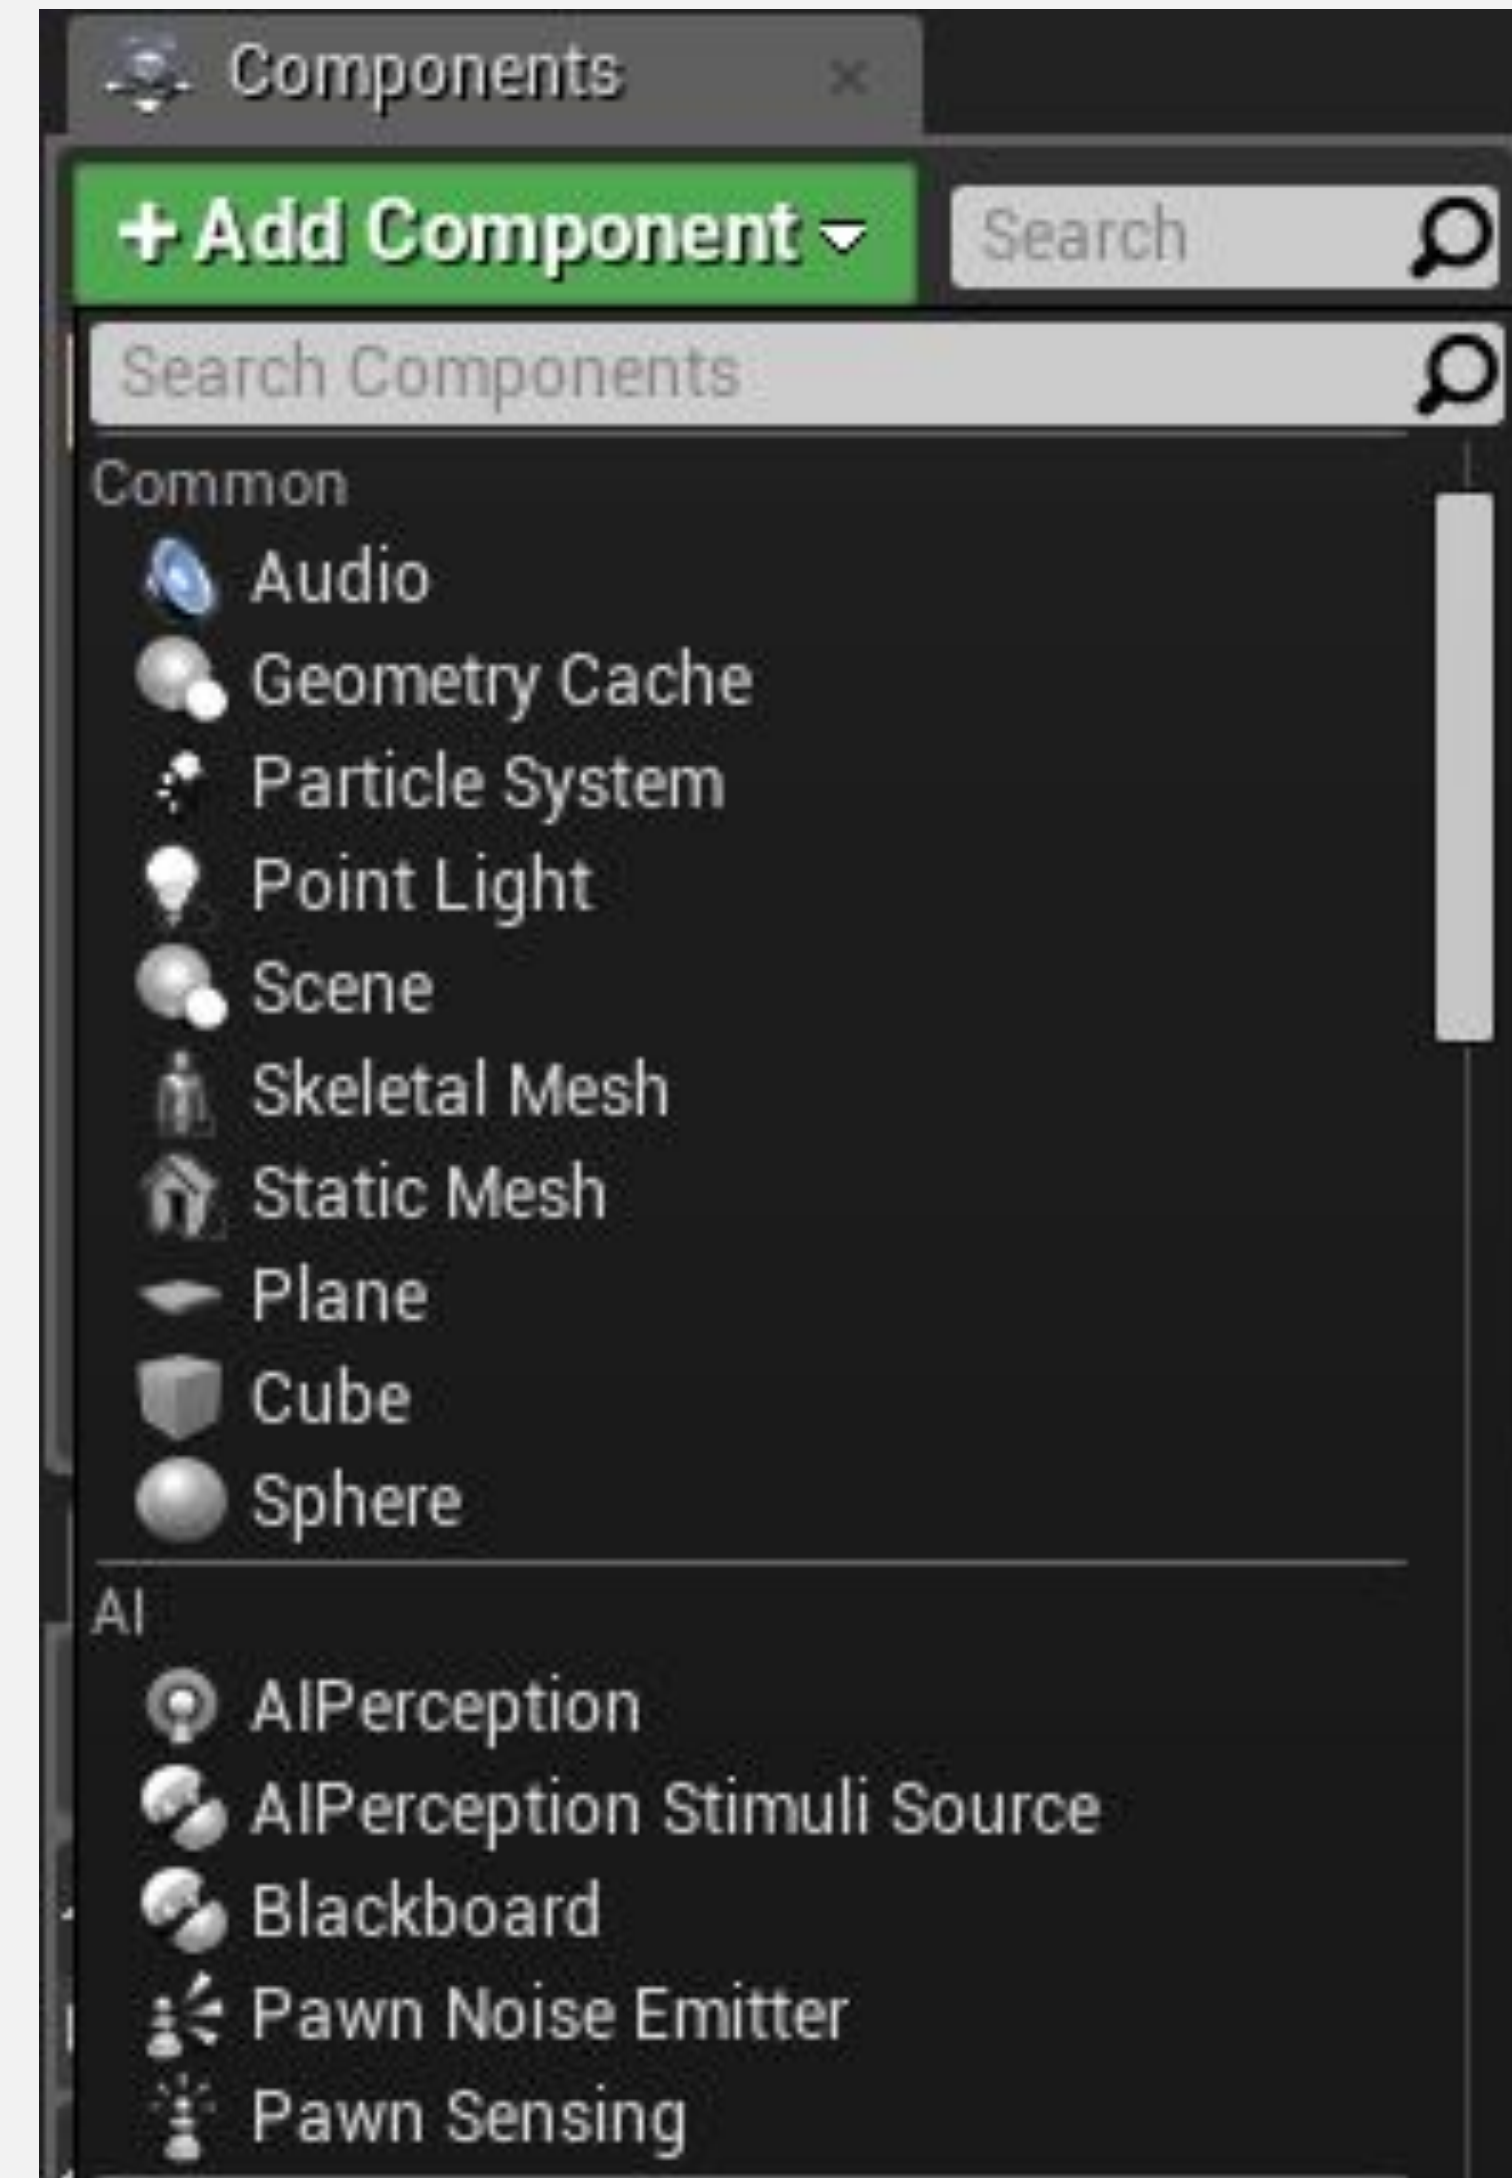 Components
+ Add Component
Search
Search Components
Common
Audio
Geometry Cache
Particle System
Point Light
Scene
Skeletal Mesh
Static Mesh
Plane
Cube
Sphere
AI
AIPerception
AIPerception Stimuli Source
Blackboard
Pawn Noise Emitter
Pawn Sensing